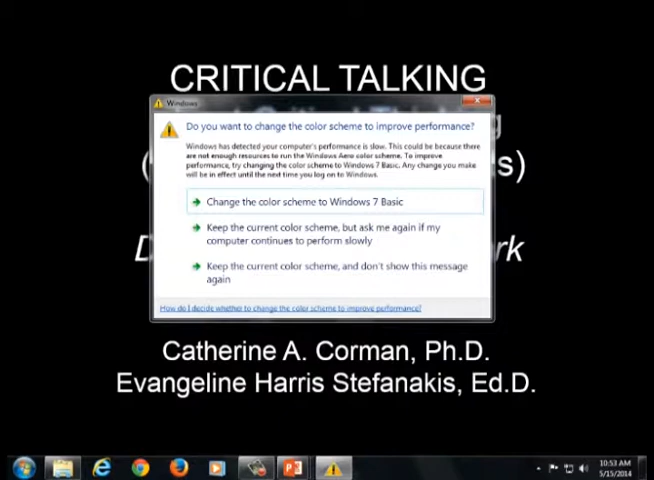 CRITICAL TALKING
Windows
Do you want to change the color scheme to improve performance?
Windows has detected your computer's performance is slow. This could be because there
are not enough resources to run the Windows Aero color scheme. To improve
performance, try changing the color scheme to Windows 7 Basic. Any change you make
will be in effect until the next time you log on to Windows.
Change the color scheme to Windows 7 Basic
Keep the current color scheme, but ask me again if my
computer continues to perform slowly
Keep the current color scheme, and don't show this message
again
How do I decide whether to change the color scheme to improve performance?
Catherine A. Corman, Ph.D.
Evangeline Harris Stefanakis, Ed.D.
10:53 AM
5/15/2014